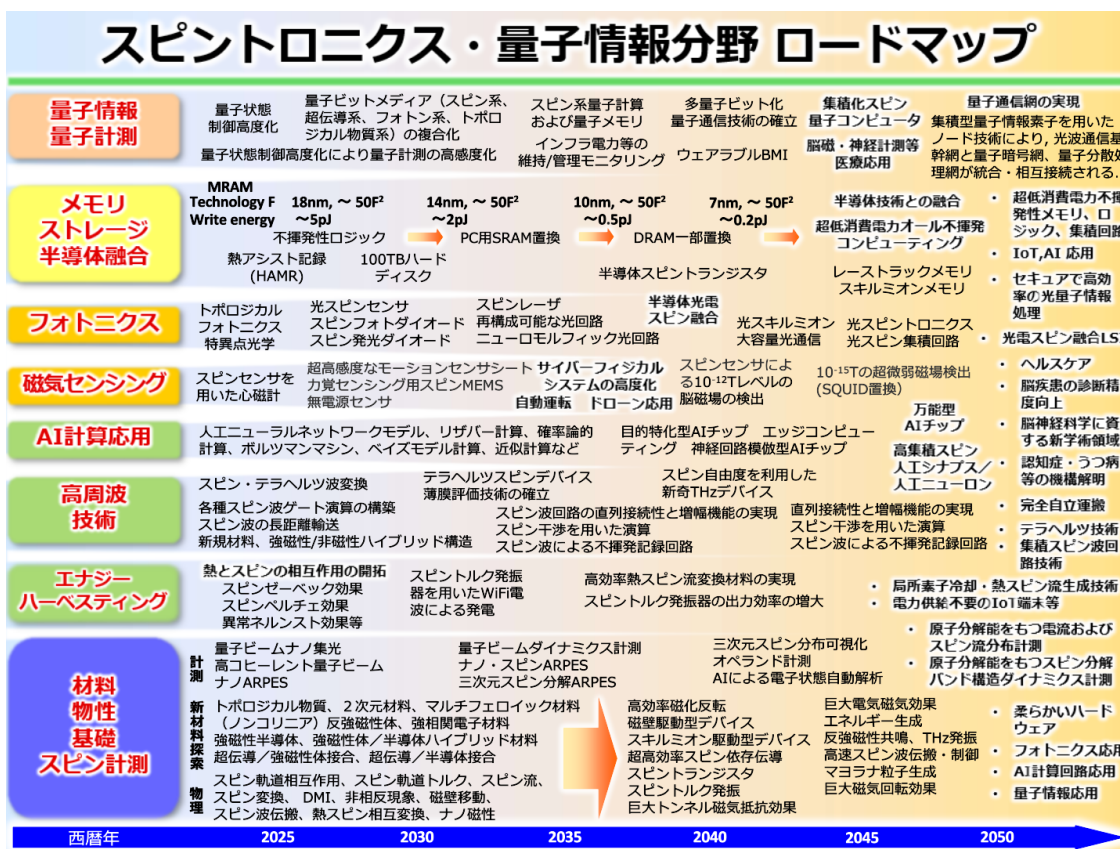 スピントロニクス・量子情報分野 ロードマップ
量子情報
量子計測
量子状態
制御高度化
量子ビットメディア（スピン系、
超伝導系、フォトン系、トポロ
ジカル物質系）の複合化
スピン系量子計算
および量子メモリ
多量子ビット化
量子通信技術の確立
集積化スピン
量子コンピュータ
量子通信網の実現
集積型量子情報素子を用いた
ノード技術により, 光波通信基
幹網と量子暗号網、量子分散処
理網が統合・相互接続される.
量子状態制御高度化により量子計測の高感度化
インフラ電力等の
維持/管理モニタリング
ウェアラブルBMI
脳磁・神経計測等
医療応用
メモリ
ストレージ
半導体融合
MRAM
Technology F
Write energy
18nm, ～ 50F²
～5pJ
14nm, ～ 50F²
～2pJ
10nm, ～ 50F²
～0.5pJ
7nm, ～ 50F²
～0.2pJ
不揮発性ロジック
PC用SRAM置換
DRAM一部置換
半導体技術との融合
超低消費電力オール不揮発
コンピューティング
熱アシスト記録
(HAMR)
100TBハード
ディスク
半導体スピントランジスタ
レーストラックメモリ
スキルミオンメモリ
• 超低消費電力不揮
発性メモリ、ロ
ジック、集積回路
• IoT,AI 応用
• セキュアで高効
率の光量子情報
処理
フォトニクス
トポロジカル
フォトニクス
特異点光学
光スピンセンサ
スピンフォトダイオード
スピン発光ダイオード
スピンレーザ
再構成可能な光回路
ニューロモルフィック光回路
半導体光電
スピン融合
光スキルミオン
大容量光通信
光スピントロニクス
光スピン集積回路
• 光電スピン融合LS
磁気センシング
スピンセンサを
用いた心磁計
超高感度なモーションセンサシート
力覚センシング用スピンMEMS
無電源センサ
サイバーフィジカル
システムの高度化
自動運転 ドローン応用
スピンセンサによ
る10⁻¹²Tレベルの
脳磁場の検出
10⁻¹⁵Tの超微弱磁場検出
(SQUID置換)
• ヘルスケア
• 脳疾患の診断精
度向上
• 脳神経科学に資
する新学術領域
• 認知症・うつ病
等の機構解明
AI計算応用
人工ニューラルネットワークモデル、リザバー計算、確率論的
計算、ボルツマンマシン、ベイズモデル計算、近似計算など
目的特化型AIチップ エッジコンピュー
ティング 神経回路模倣型AIチップ
万能型
AIチップ
高集積スピン
人工シナプス／
人工ニューロン
高周波
技術
スピン・テラヘルツ波変換
テラヘルツスピンデバイス
薄膜評価技術の確立
スピン自由度を利用した
新奇THzデバイス
各種スピン波ゲート演算の構築
スピン波の長距離輸送
新規材料、強磁性/非磁性ハイブリッド構造
スピン波回路の直列接続性と増幅機能の実現
スピン干渉を用いた演算
スピン波による不揮発記録回路
直列接続性と増幅機能の実現
スピン干渉を用いた演算
スピン波による不揮発記録回路
• 完全自立運搬
• テラヘルツ技術
• 集積スピン波回
路技術
エナジー
ハーベスティング
熱とスピンの相互作用の開拓
スピンゼーベック効果
スピンペルチェ効果
異常ネルンスト効果等
スピントルク発振
器を用いたWiFi電
波による発電
高効率熱スピン流変換材料の実現
スピントルク発振器の出力効率の増大
• 局所素子冷却・熱スピン流生成技術
• 電力供給不要のIoT端末等
材料
物性
基礎
スピン計測
計測
量子ビームナノ集光
高コヒーレント量子ビーム
ナノARPES
量子ビームダイナミクス計測
ナノ・スピンARPES
三次元スピン分解ARPES
三次元スピン分布可視化
オペランド計測
AIによる電子状態自動解析
• 原子分解能をもつ電流および
スピン流分布計測
• 原子分解能をもつスピン分解
バンド構造ダイナミクス計測
新材料探索
トポロジカル物質、２次元材料、マルチフェロイック材料
（ノンコリニア）反強磁性体、強相関電子材料
強磁性半導体、強磁性体／半導体ハイブリッド材料
超伝導／強磁性体接合、超伝導／半導体接合
物理
スピン軌道相互作用、スピン軌道トルク、スピン流、
スピン変換、 DMI、非相反現象、磁壁移動、
スピン波伝搬、熱スピン相互変換、ナノ磁性
高効率磁化反転
磁壁駆動型デバイス
スキルミオン駆動型デバイス
超高効率スピン依存伝導
スピントランジスタ
スピントルク発振
巨大トンネル磁気抵抗効果
巨大電気磁気効果
エネルギー生成
反強磁性共鳴、THz発振
高速スピン波伝搬・制御
マヨラナ粒子生成
巨大磁気回転効果
• 柔らかいハード
ウェア
• フォトニクス応用
• AI計算回路応用
• 量子情報応用
西暦年 2025 2030 2035 2040 2045 2050